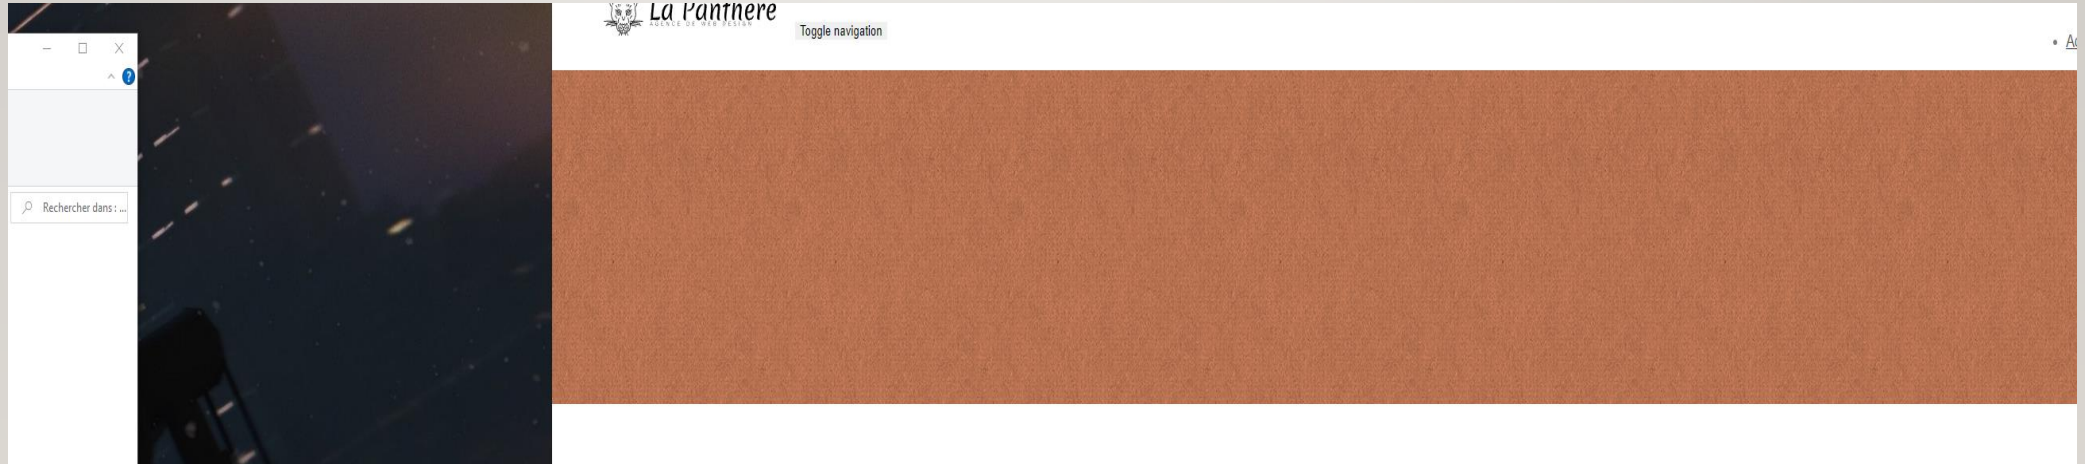 La Panthère
AGENCE DE WEB DESIGN
Toggle navigation
?
Rechercher dans : ...